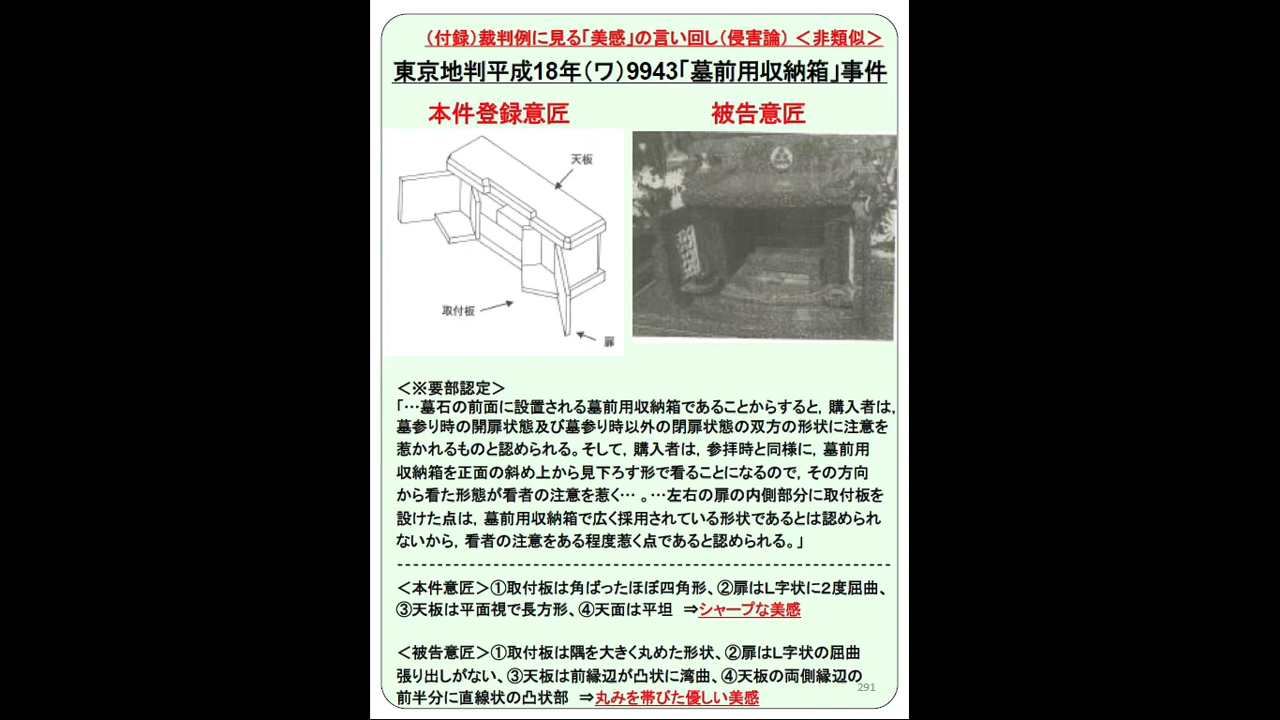 (付録)裁判例に見る「美感」の言い回し(侵害論) <非類似>
東京地判平成18年(ワ)9943「墓前用収納箱」事件
本件登録意匠
被告意匠
天板
取付板
扉
<※要部認定>
「…墓石の前面に設置される墓前用収納箱であることからすると，購入者は，
墓参り時の開扉状態及び墓参り時以外の閉扉状態の双方の形状に注意を
惹かれるものと認められる。そして，購入者は，参拝時と同様に，墓前用
収納箱を正面の斜め上から見下ろす形で看ることになるので，その方向
から看た形態が看者の注意を惹く… 。…左右の扉の内側部分に取付板を
設けた点は，墓前用収納箱で広く採用されている形状であるとは認められ
ないから，看者の注意をある程度惹く点であると認められる。」
<本件意匠>①取付板は角ばったほぼ四角形、②扉はL字状に2度屈曲、
③天板は平面視で長方形、④天面は平坦 ⇒シャープな美感
<被告意匠>①取付板は隅を大きく丸めた形状、②扉はL字状の屈曲
張り出しがない、③天板は前縁辺が凸状に湾曲、④天板の両側縁辺の
前半分に直線状の凸状部 ⇒丸みを帯びた優しい美感
291